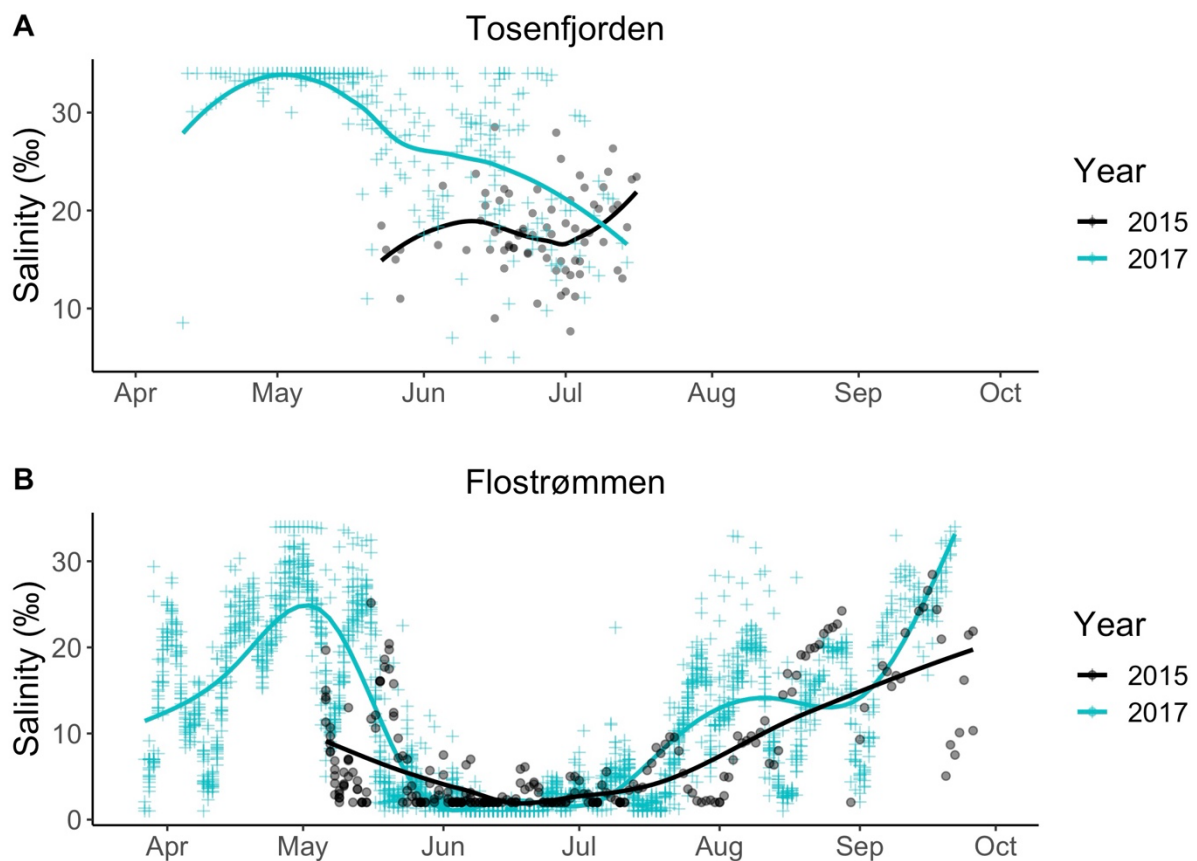 A
Tosenfjorden
Salinity (‰)
30
20
10
Apr May Jun Jul Aug Sep Oct
Year
2015
2017
B
Flostrømmen
Salinity (‰)
30
20
10
0
Apr May Jun Jul Aug Sep Oct
Year
2015
2017